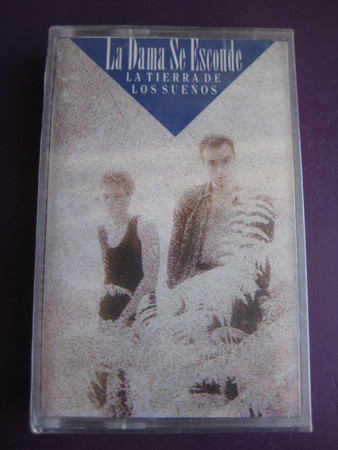 La Dama Se Esconde
LA TIERRA DE
LOS SUEÑOS